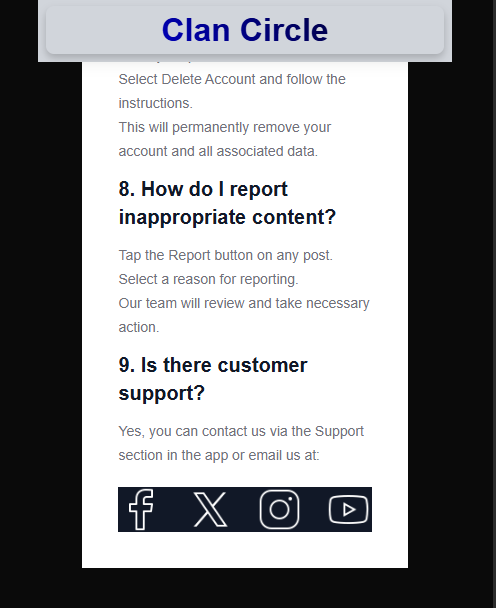 Clan Circle
Select Delete Account and follow the
instructions.
This will permanently remove your
account and all associated data.
8. How do I report
inappropriate content?
Tap the Report button on any post.
Select a reason for reporting.
Our team will review and take necessary
action.
9. Is there customer
support?
Yes, you can contact us via the Support
section in the app or email us at: